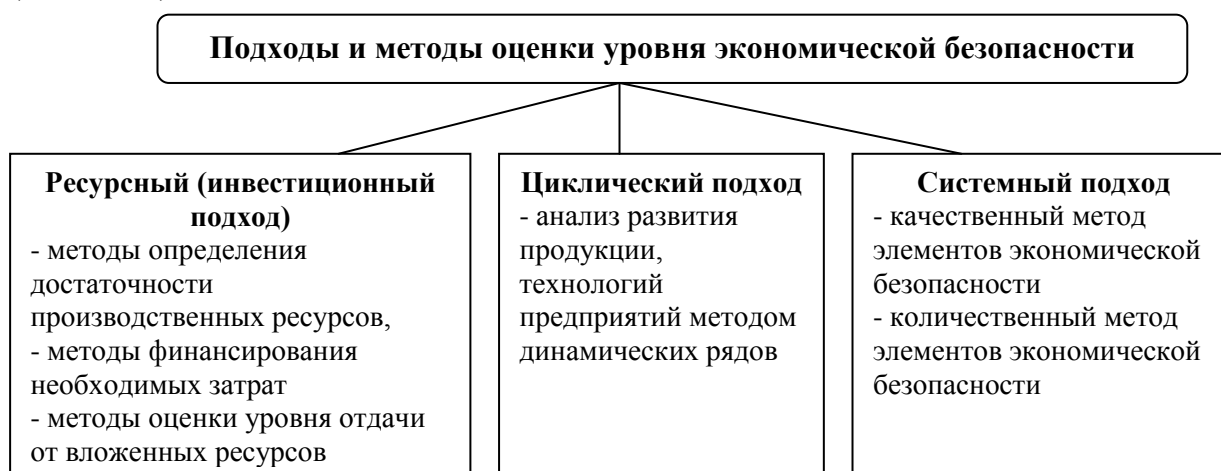 Подходы и методы оценки уровня экономической безопасности
Ресурсный (инвестиционный
подход)
- методы определения
достаточности
производственных ресурсов,
- методы финансирования
необходимых затрат
- методы оценки уровня отдачи
от вложенных ресурсов
Циклический подход
- анализ развития
продукции,
технологий
предприятий методом
динамических рядов
Системный подход
- качественный метод
элементов экономической
безопасности
- количественный метод
элементов экономической
безопасности